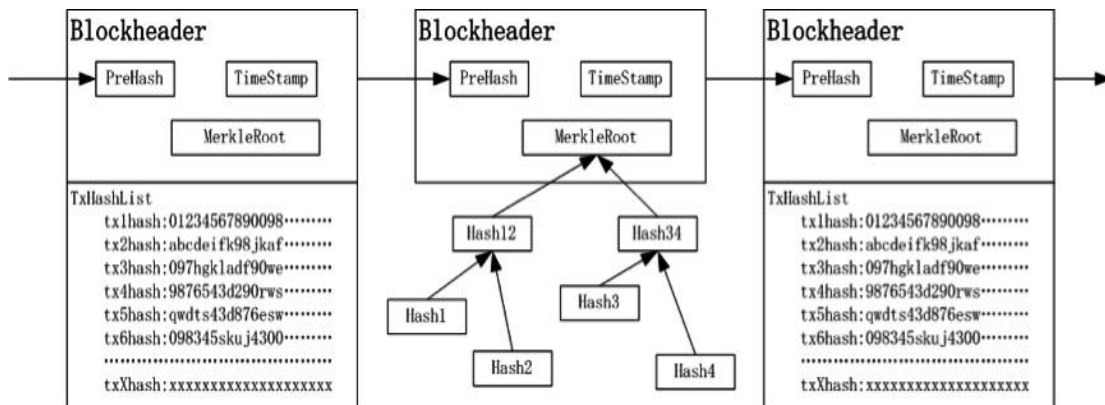 Blockheader
PreHash
TimeStamp
MerkleRoot
TxHashList
tx1hash:01234567890098·········
tx2hash:abcdeifk98jkaf·········
tx3hash:097hgkladf90we·········
tx4hash:9876543d290rws·········
tx5hash:qwdts43d876esw·········
tx6hash:098345skuj4300·········
·········································
txXhash:xxxxxxxxxxxxxxxxxxxx
Blockheader
PreHash
TimeStamp
MerkleRoot
Hash12
Hash34
Hash1
Hash3
Hash2
Hash4
Blockheader
PreHash
TimeStamp
MerkleRoot
TxHashList
tx1hash:01234567890098·········
tx2hash:abcdeifk98jkaf·········
tx3hash:097hgkladf90we·········
tx4hash:9876543d290rws·········
tx5hash:qwdts43d876esw·········
tx6hash:098345skuj4300·········
·········································
txXhash:xxxxxxxxxxxxxxxxxxxx